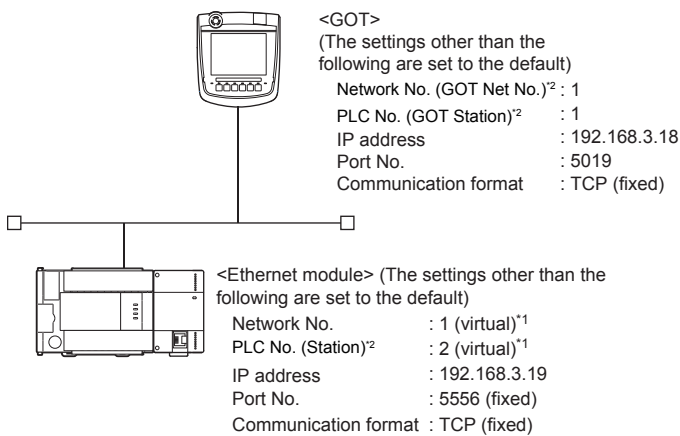 <GOT>
(The settings other than the
following are set to the default)
Network No. (GOT Net No.)*2 : 1
PLC No. (GOT Station)*2 : 1
IP address : 192.168.3.18
Port No. : 5019
Communication format : TCP (fixed)
<Ethernet module> (The settings other than the
following are set to the default)
Network No. : 1 (virtual)*1
PLC No. (Station)*2 : 2 (virtual)*1
IP address : 192.168.3.19
Port No. : 5556 (fixed)
Communication format : TCP (fixed)